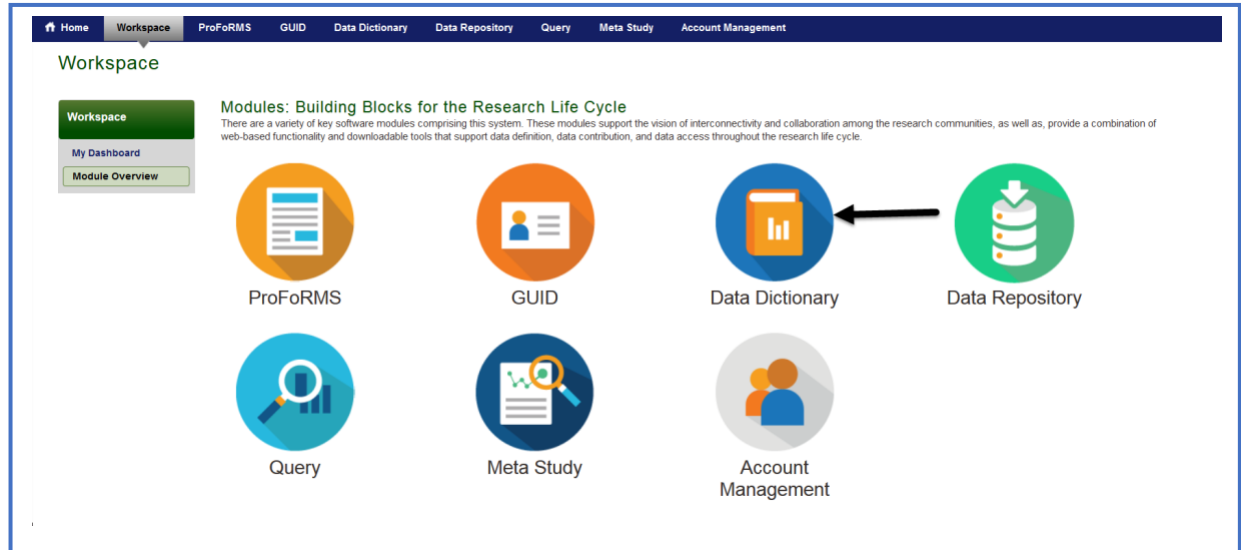 Home Workspace ProFoRMS GUID Data Dictionary Data Repository Query Meta Study Account Management
Workspace
Workspace
My Dashboard
Module Overview
Modules: Building Blocks for the Research Life Cycle
There are a variety of key software modules comprising this system. These modules support the vision of interconnectivity and collaboration among the research communities, as well as, provide a combination of
web-based functionality and downloadable tools that support data definition, data contribution, and data access throughout the research life cycle.
ProFoRMS GUID Data Dictionary Data Repository
Query Meta Study Account
Management